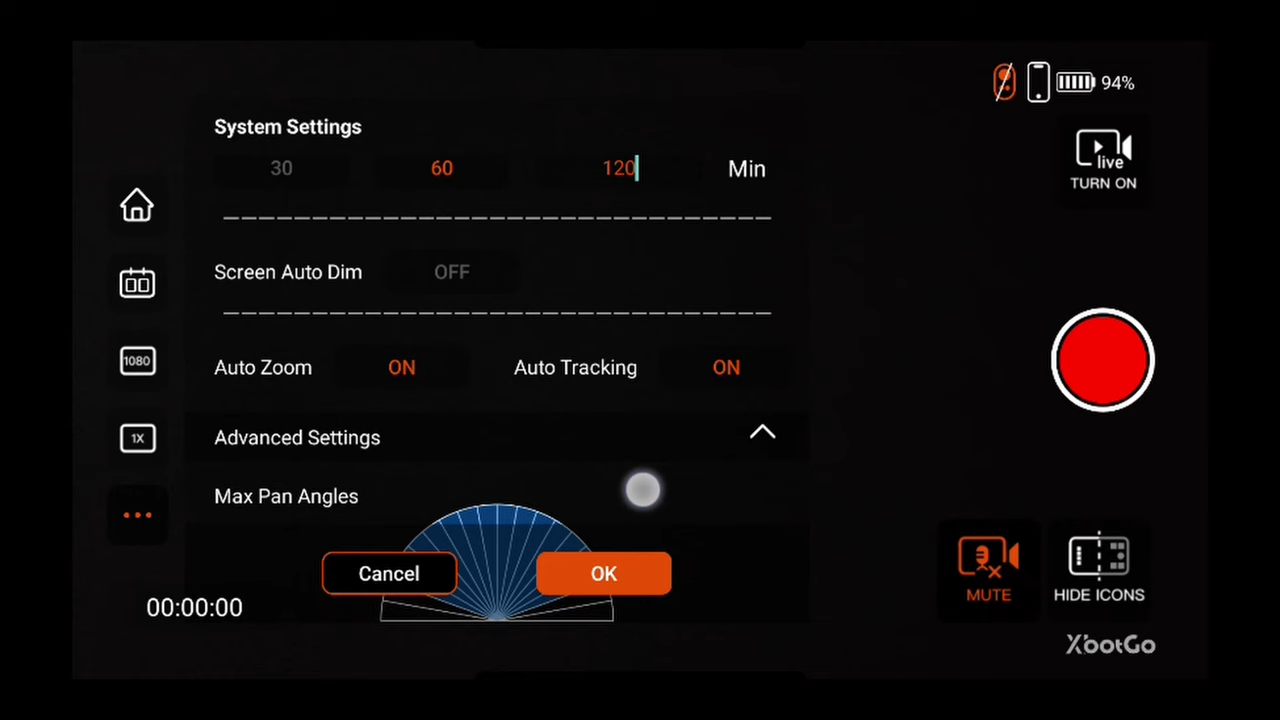 94%
System Settings
30 60 120 Min
live
TURN ON
Screen Auto Dim OFF
1080
Auto Zoom ON Auto Tracking ON
1X
Advanced Settings
Max Pan Angles
Cancel OK
00:00:00
MUTE HIDE ICONS
XbotGo